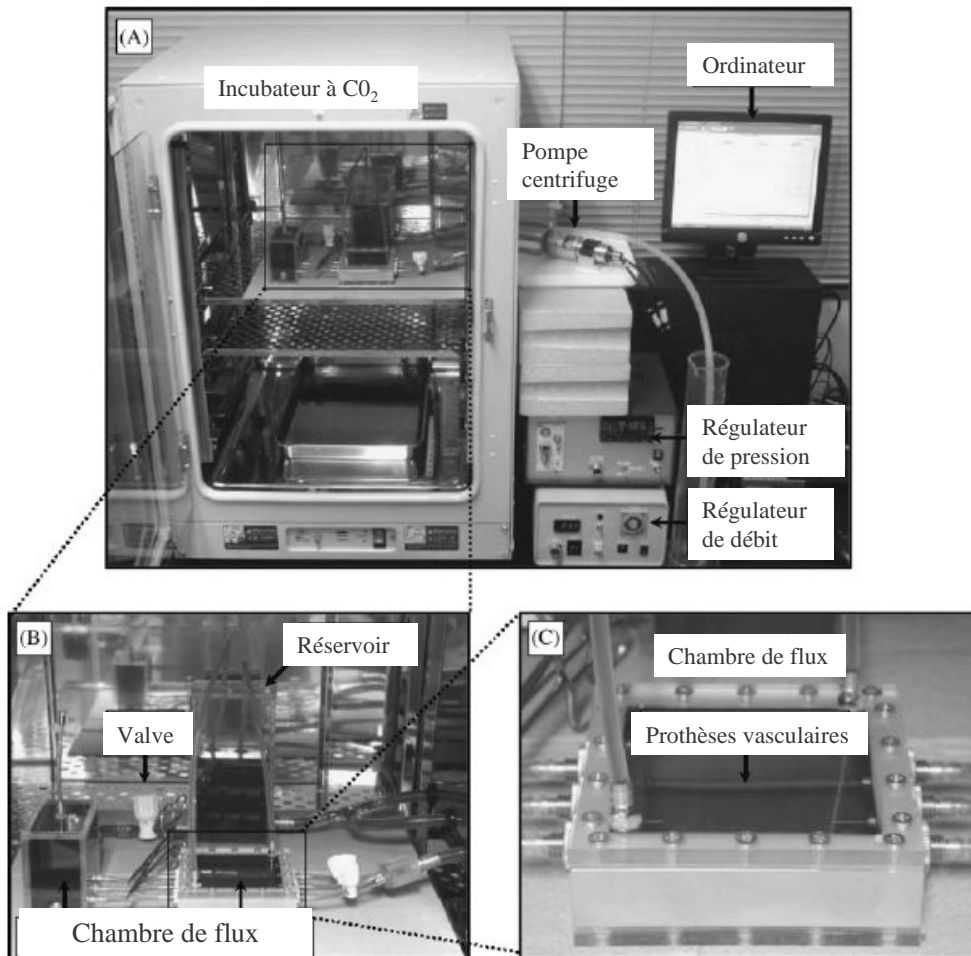 (A)
Incubateur à C0₂
Ordinateur
Pompe
centrifuge
Régulateur
de pression
Régulateur
de débit
(B)
Réservoir
Valve
Chambre de flux
(C)
Chambre de flux
Prothèses vasculaires